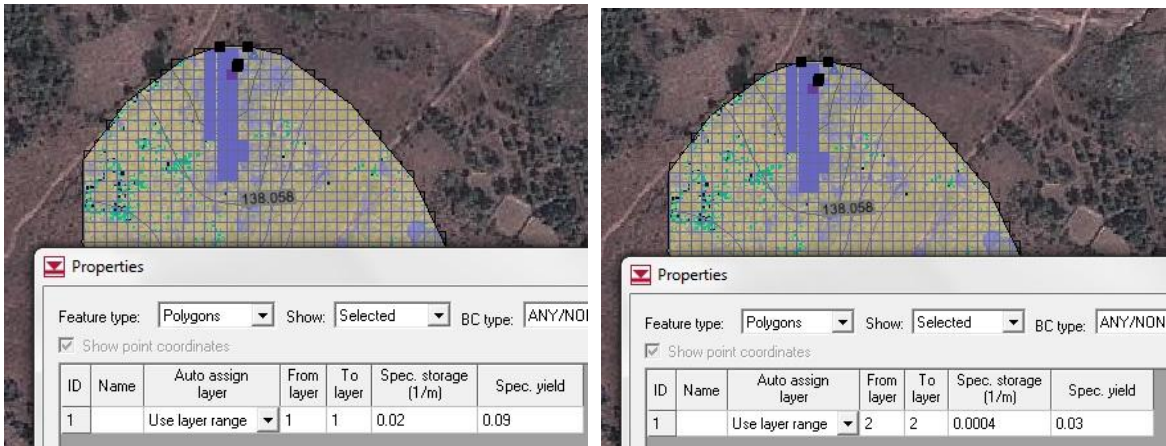 138.058
Properties
Feature type: Polygons Show: Selected BC type: ANY/NO
Show point coordinates
ID Name Auto assign layer From layer To layer Spec. storage (1/m) Spec. yield
1 Use layer range 1 1 0.02 0.09
138.058
Properties
Feature type: Polygons Show: Selected BC type: ANY/NON
Show point coordinates
ID Name Auto assign layer From layer To layer Spec. storage (1/m) Spec. yield
1 Use layer range 2 2 0.0004 0.03